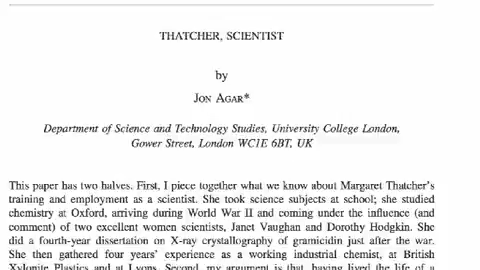 THATCHER, SCIENTIST
by
JON AGAR*
Department of Science and Technology Studies, University College London,
Gower Street, London WC1E 6BT, UK
This paper has two halves. First, I piece together what we know about Margaret Thatcher's
training and employment as a scientist. She took science subjects at school; she studied
chemistry at Oxford, arriving during World War II and coming under the influence (and
comment) of two excellent women scientists, Janet Vaughan and Dorothy Hodgkin. She
did a fourth-year dissertation on X-ray crystallography of gramicidin just after the war.
She then gathered four years' experience as a working industrial chemist, at British
Xylonite Plastics and at Lyons. Second, my argument is that, having lived the life of a